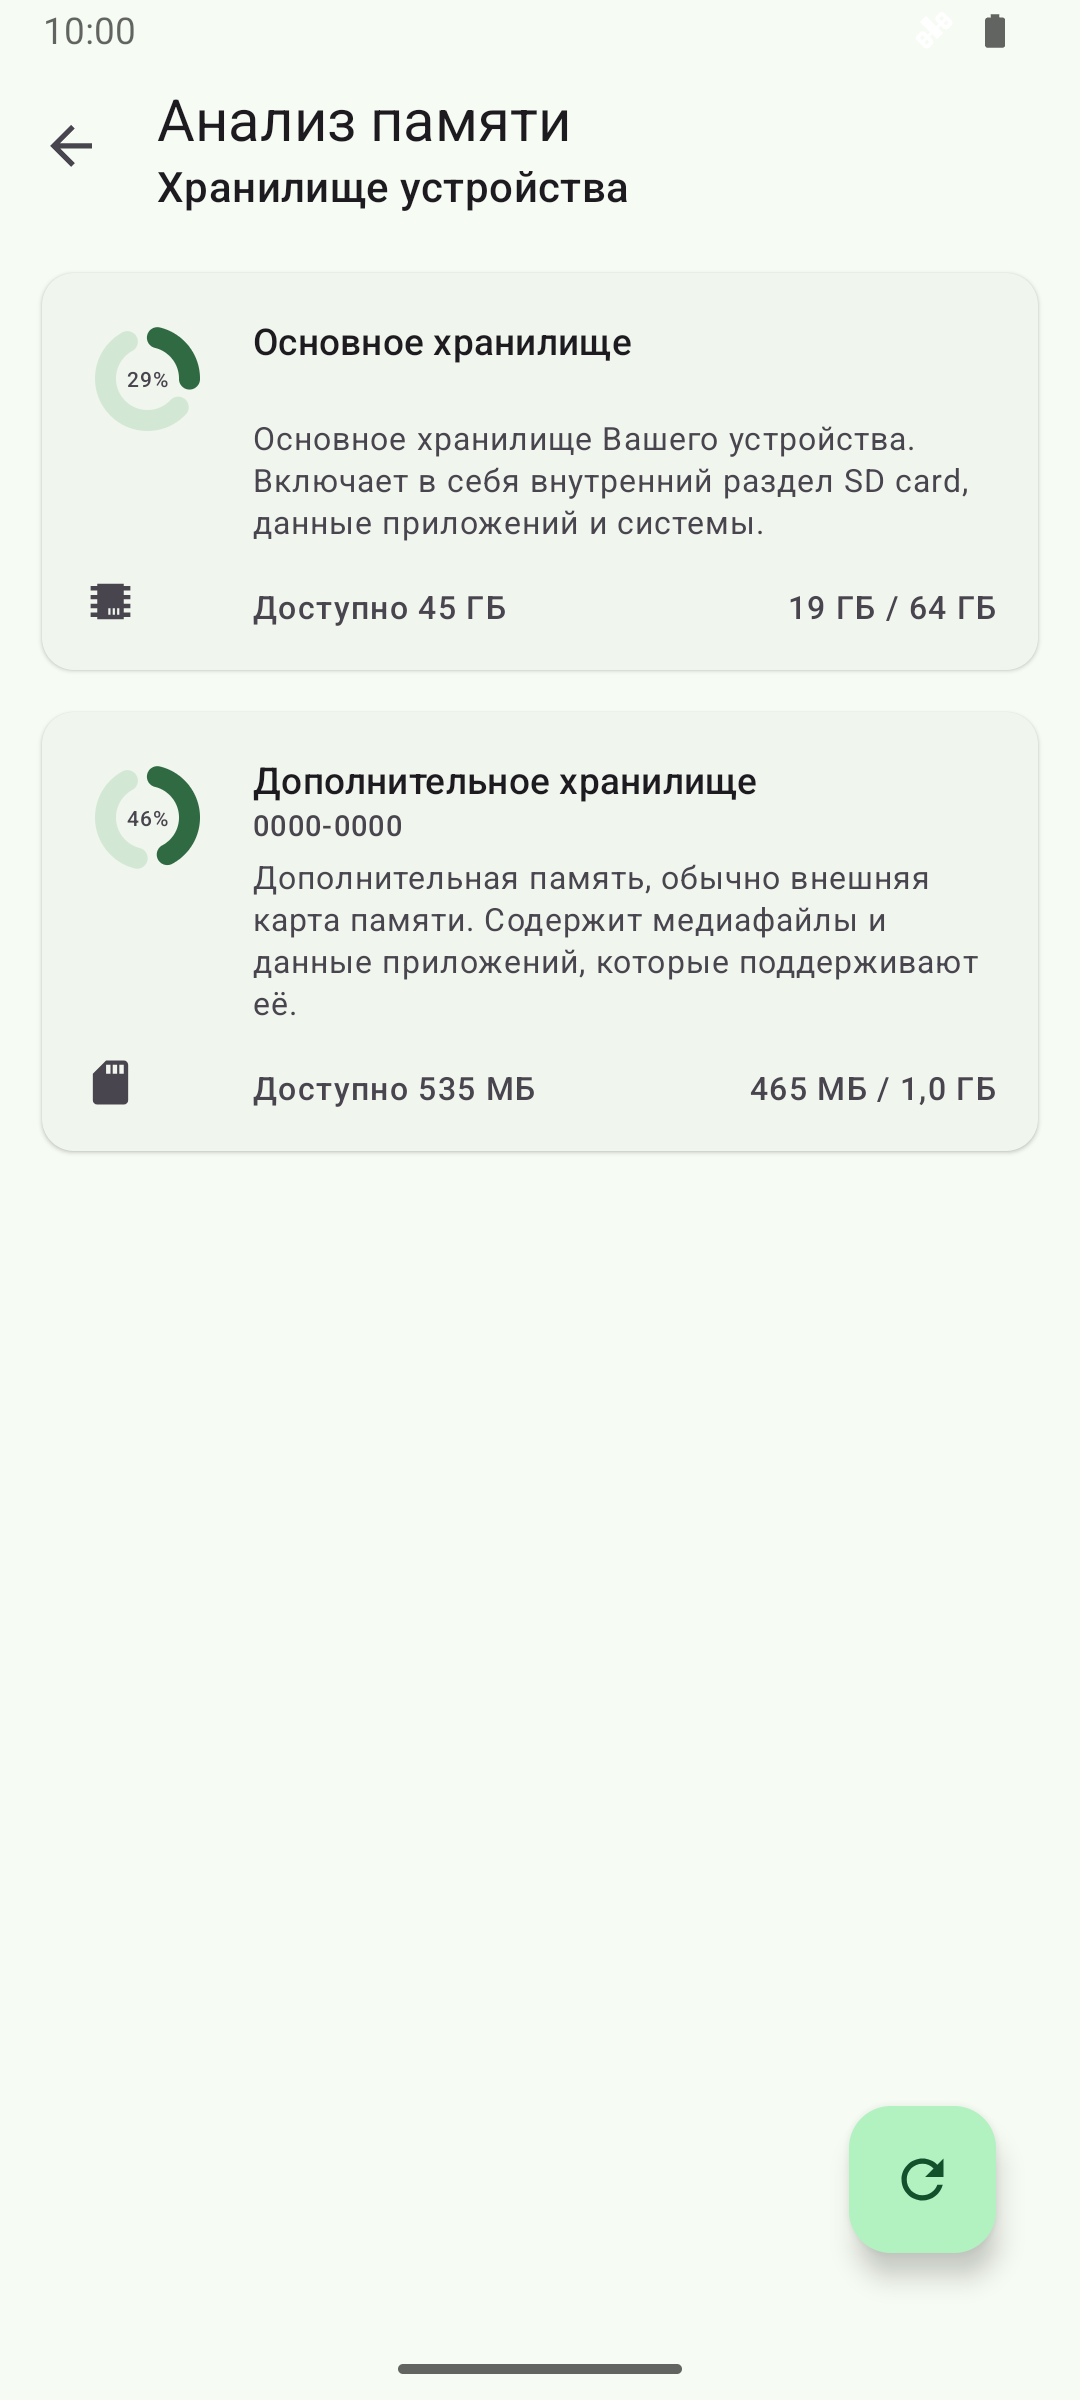 10:00
Анализ памяти
Хранилище устройства
29%
Основное хранилище
Основное хранилище Вашего устройства.
Включает в себя внутренний раздел SD card,
данные приложений и системы.
Доступно 45 ГБ
19 ГБ / 64 ГБ
46%
Дополнительное хранилище
0000-0000
Дополнительная память, обычно внешняя
карта памяти. Содержит медиафайлы и
данные приложений, которые поддерживают
её.
Доступно 535 МБ
465 МБ / 1,0 ГБ